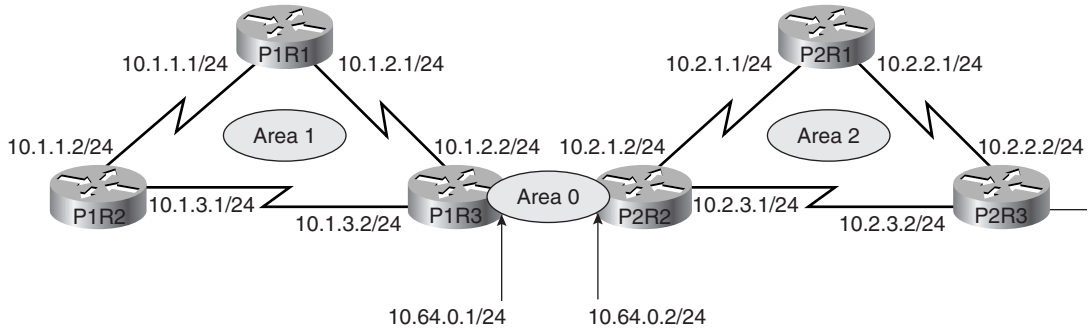 P1R1
P2R1
10.1.1.1/24
10.1.2.1/24
10.2.1.1/24
10.2.2.1/24
Area 1
Area 2
10.1.1.2/24
10.1.2.2/24
10.2.1.2/24
10.2.2.2/24
P1R2
10.1.3.1/24
P1R3
Area 0
P2R2
10.2.3.1/24
P2R3
10.1.3.2/24
10.2.3.2/24
10.64.0.1/24
10.64.0.2/24